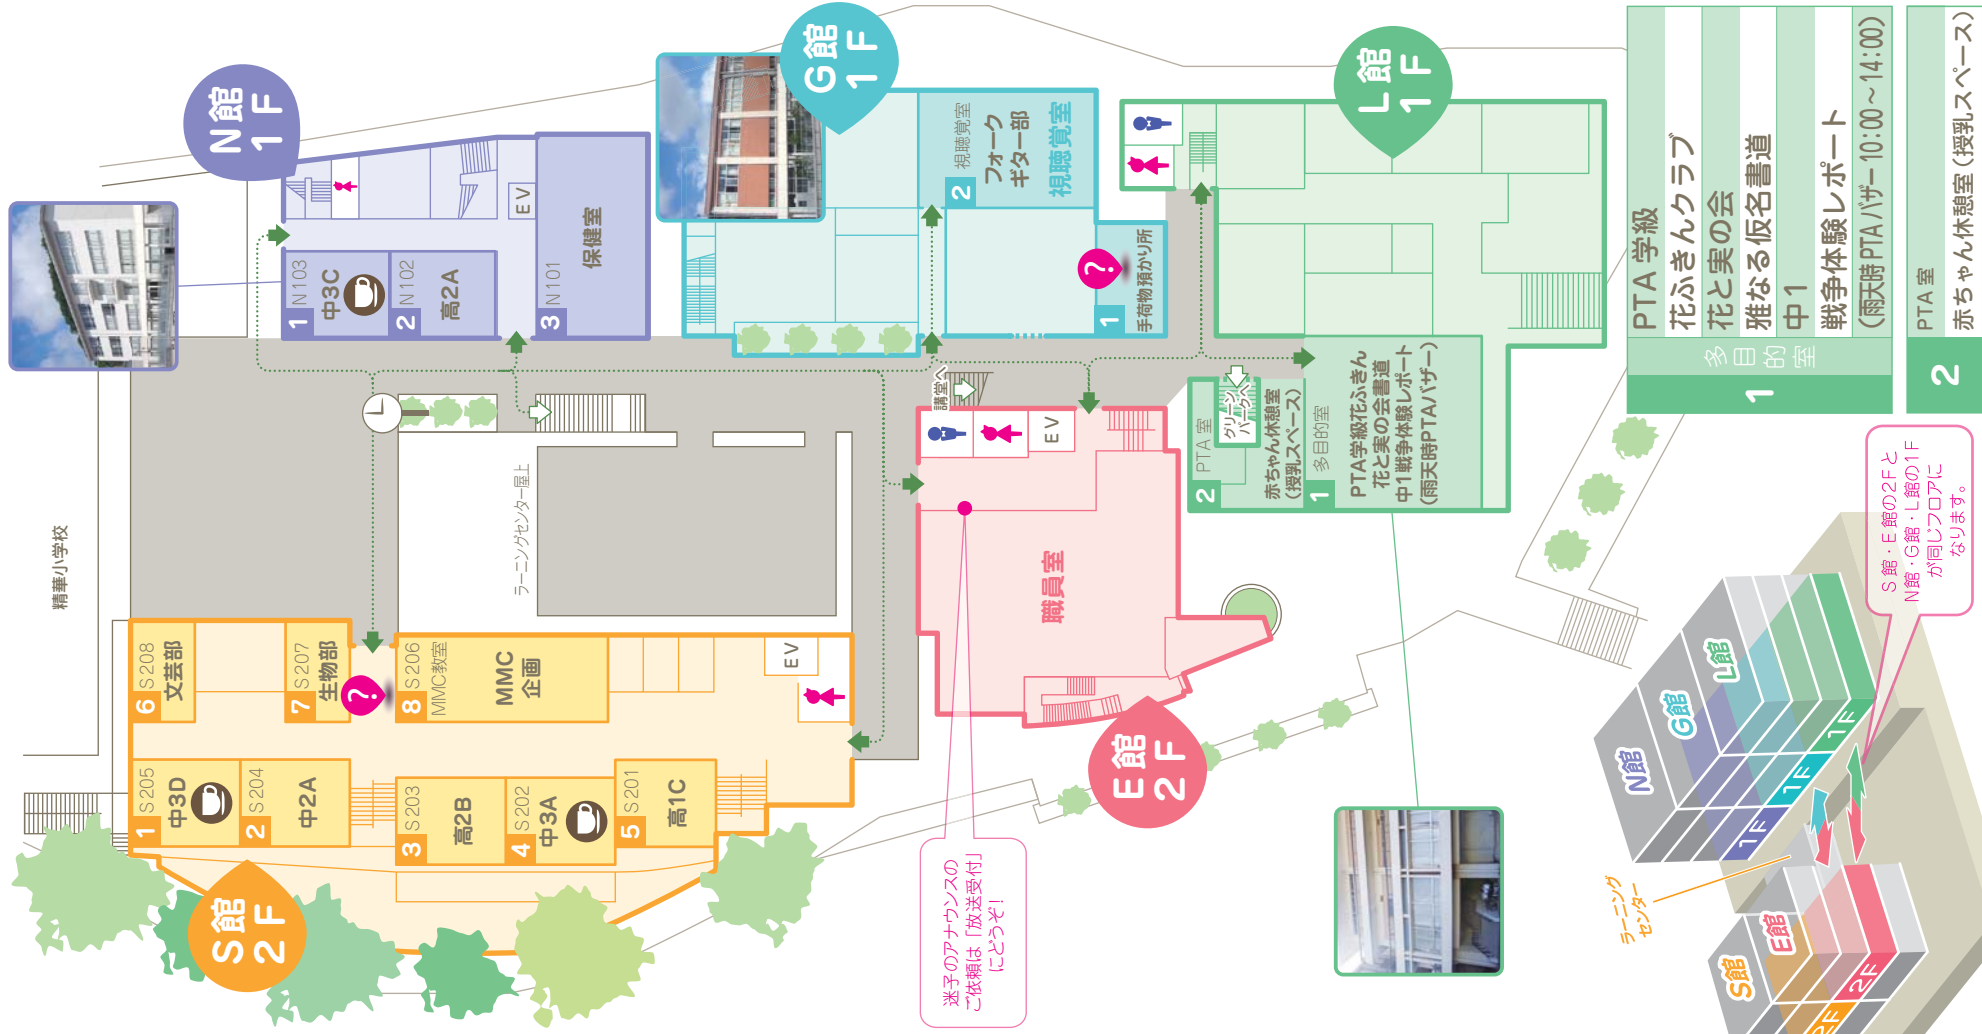 N館
1F
1 N103
中3C
2 N102
高2A
3 N101
保健室
EV
G館
1F
2 視聴覚室
フォーク
ギター部
視聴覚室
1
手荷物預かり所
?
L館
1F
2 PTA室
赤ちゃん休憩室
(授乳スペース)
グリーン
パークへ
1 多目的室
PTA学級花ふきん
花と実の会書道
中1戦争体験レポート
(雨天時PTAバザー)
講堂へ
EV
職員室
E館
2F
迷子のアナウンスの
ご依頼は「放送受付」
にどうぞ!
精華小学校
ラーニングセンター屋上
S館
2F
6 S208
文芸部
7 S207
生物部
?
8 S206
MMC教室
MMC
企画
EV
1 S205
中3D
2 S204
中2A
3 S203
高2B
4 S202
中3A
5 S201
高1C
1
多目的室
PTA学級
花ふきんクラブ
花と実の会
雅なる仮名書道
中1
戦争体験レポート
(雨天時PTAバザー10:00～14:00)
2
PTA室
赤ちゃん休憩室(授乳スペース)
S館・E館の2Fと
N館・G館・L館の1F
が同じフロアに
なります。
N館
G館
L館
1F
1F
1F
ラーニング
センター
S館
E館
2F
2F